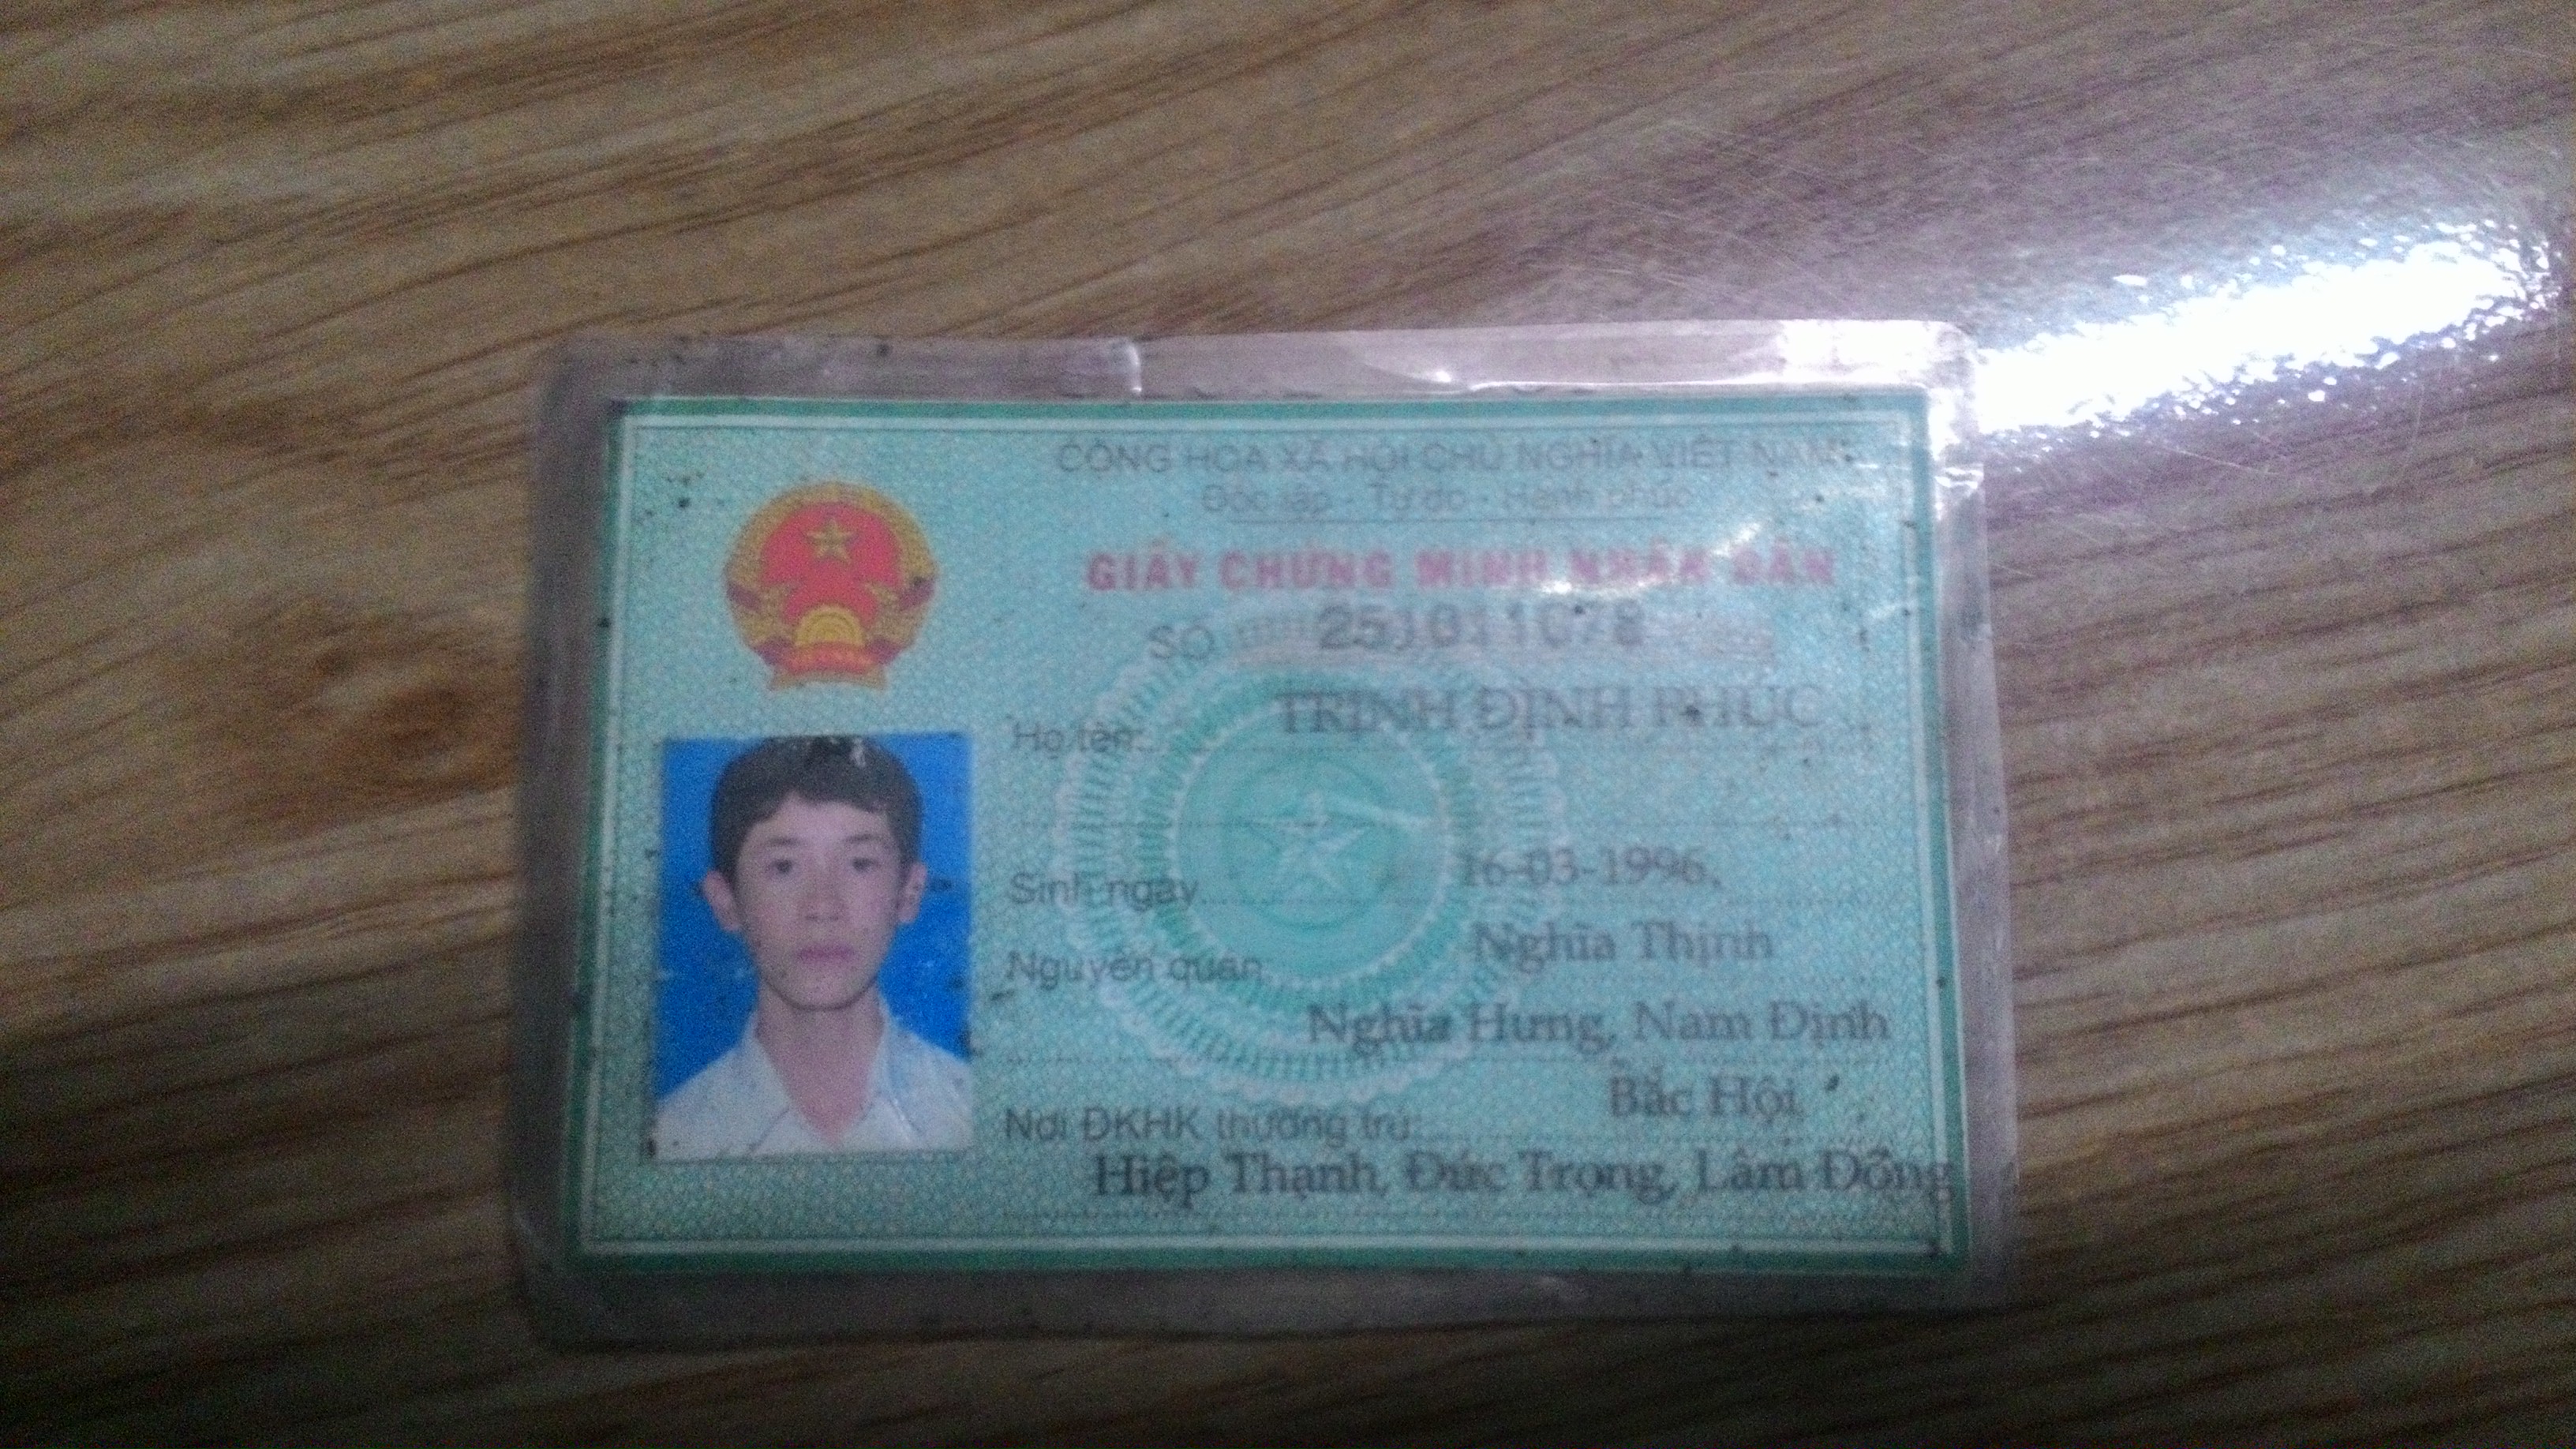 CỘNG HÒA XÃ HỘI CHỦ NGHĨA VIỆT NAM
Độc lập - Tự do - Hạnh phúc
GIẤY CHỨNG MINH NHÂN DÂN
SỐ
Họ tên: TRỊNH ĐÌNH PHÚC
Sinh ngày 16-03-1996.
Nguyên quán Nghĩa Thịnh
Nghĩa Hưng, Nam Định
Nơi ĐKHK thường trú: Bắc Hội,
Hiệp Thạnh, Đức Trọng, Lâm Đồng